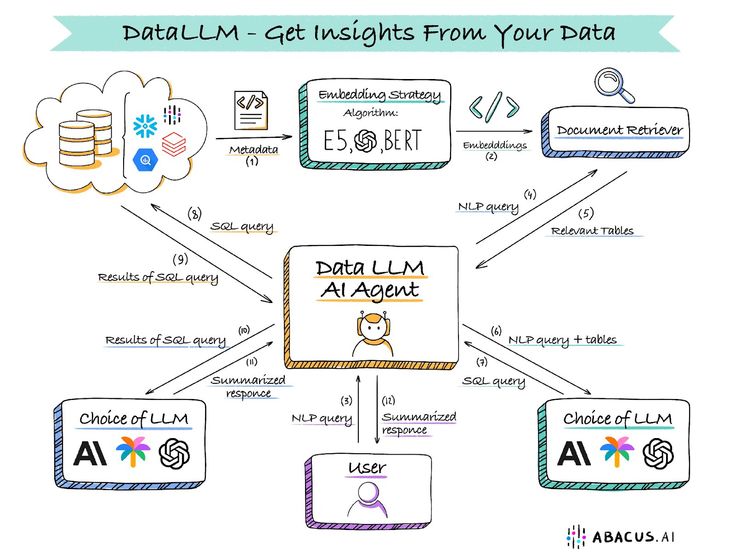 DataLLM - Get Insights From Your Data
Metadata
(1)
Embedding Strategy
Algorithm:
E5, , BERT
Embedddings
(2)
Document Retriever
(8)
SQL query
(9)
Results of SQL query
(4)
NLP query
(5)
Relevant Tables
Data LLM
AI Agent
(10)
Results of SQL query
(11)
Summarized
responce
(6)
NLP query + tables
(7)
SQL query
(3)
NLP query
(12)
Summarized
responce
Choice of LLM
AI
User
Choice of LLM
AI
ABACUS.AI